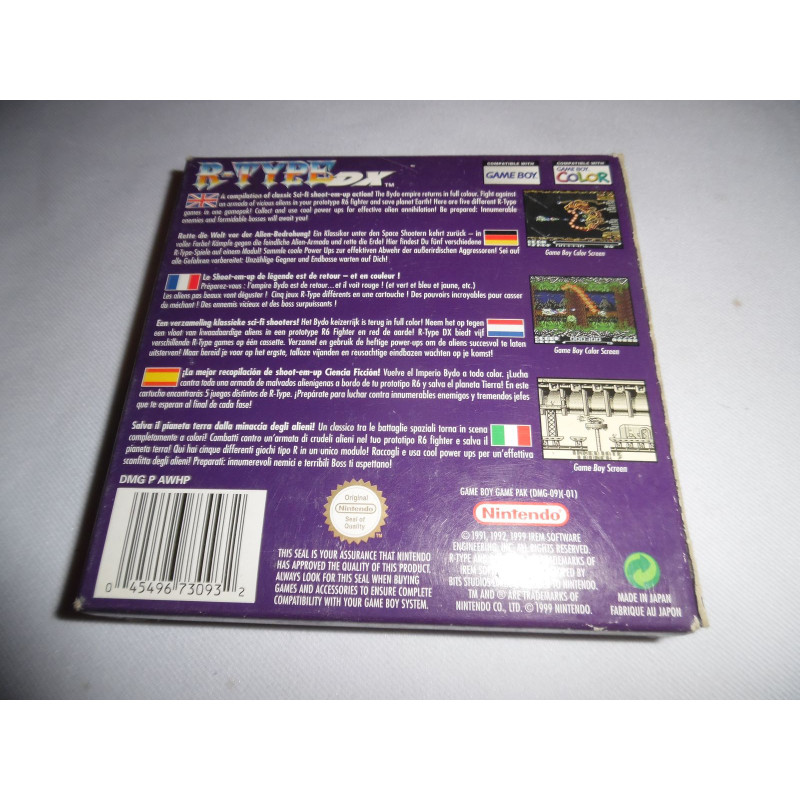 R-TYPE DX™
COMPATIBLE WITH
GAME BOY
COMPATIBLE WITH
GAME BOY
COLOR
A compilation of classic Sci-fi shoot-em-up action! The Bydo empire returns in full colour. Fight against
an armada of vicious aliens in your prototype R6 fighter and save planet Earth! Here are five different R-Type
games in one gamepak! Collect and use cool power ups for effective alien annihilation! Be prepared: Innumerable
enemies and formidable bosses will await you!
Game Boy Color Screen
Rette die Welt vor der Alien-Bedrohung! Ein Klassiker unter den Space Shootern kehrt zurück – in
voller Farbe! Kämpfe gegen die feindliche Alien-Armada und rette die Erde! Hier findest Du fünf verschiedene
R-Type-Spiele auf einem Modul! Sammle coole Power Ups zur effektiven Abwehr der außerirdischen Aggressoren! Sei auf
alle Gefahren vorbereitet: Unzählige Gegner und Endbosse warten auf Dich!
Le Shoot-em-up de légende est de retour – et en couleur !
Préparez-vous : l'empire Bydo est de retour...et il voit rouge ! (et vert et bleu et jaune, etc.)
Les aliens peaux vont déguster ! Cinq jeux R-Type différents en une cartouche ! Des pouvoirs incroyables pour casser
du méchant ! Des ennemis vicieux et des boss surpuissants !
Een verzameling klassieke sci-fi shooters! Het Bydo keizerrijk is terug in full color! Neem het op tegen
een vloot van kwaadaardige aliens in een prototype R6 Fighter en red de aarde! R-Type DX biedt vijf
verschillende R-Type games op één cassette. Verzamel en gebruik de heftige power-ups om de aliens succesvol te laten
uitsterven! Maar bereid je voor op het ergste, talloze vijanden en reusachtige eindbazen wachten op je komst!
Game Boy Color Screen
¡La mejor recopilación de shoot-em-up Ciencia Ficción! Vuelve el Imperio Bydo a todo color. ¡Lucha
contra toda una armada de malvados alienígenas a bordo de tu prototipo R6 y salva el planeta Tierra! En este
cartucho encontrarás 5 juegos distintos de R-Type. ¡Prepárate para luchar contra innumerables enemigos y tremendos jefes
que te esperan al final de cada fase!
Salva il pianeta terra dalla minaccia degli alieni! Un classico tra le battaglie spaziali torna in scena
completamente a colori! Combatti contro un'armata di crudeli alieni nel tuo prototipo R6 fighter e salva il
pianeta terra! Qui hai cinque differenti giochi tipo R in un unico modulo! Raccogli e usa cool power ups per un'effettiva
sconfitta degli alieni! Preparati: innumerevoli nemici e terribili Boss ti aspettano!
Game Boy Screen
DMG P AWHP
0 45496 73093 2
Original
Nintendo
Seal of
Quality
THIS SEAL IS YOUR ASSURANCE THAT NINTENDO
HAS APPROVED THE QUALITY OF THIS PRODUCT.
ALWAYS LOOK FOR THIS SEAL WHEN BUYING
GAMES AND ACCESSORIES TO ENSURE COMPLETE
COMPATIBILITY WITH YOUR GAME BOY SYSTEM.
GAME BOY GAME PAK (DMG-09)(-01)
Nintendo
© 1991, 1992, 1999 IREM SOFTWARE
ENGINEERING, INC. ALL RIGHTS RESERVED.
R-TYPE AND TRADEMARKS OF
IREM
BITS STUDIOS TO NINTENDO.
TM AND ® ARE TRADEMARKS OF
NINTENDO CO., LTD. © 1999 NINTENDO.
MADE IN JAPAN
FABRIQUE AU JAPON